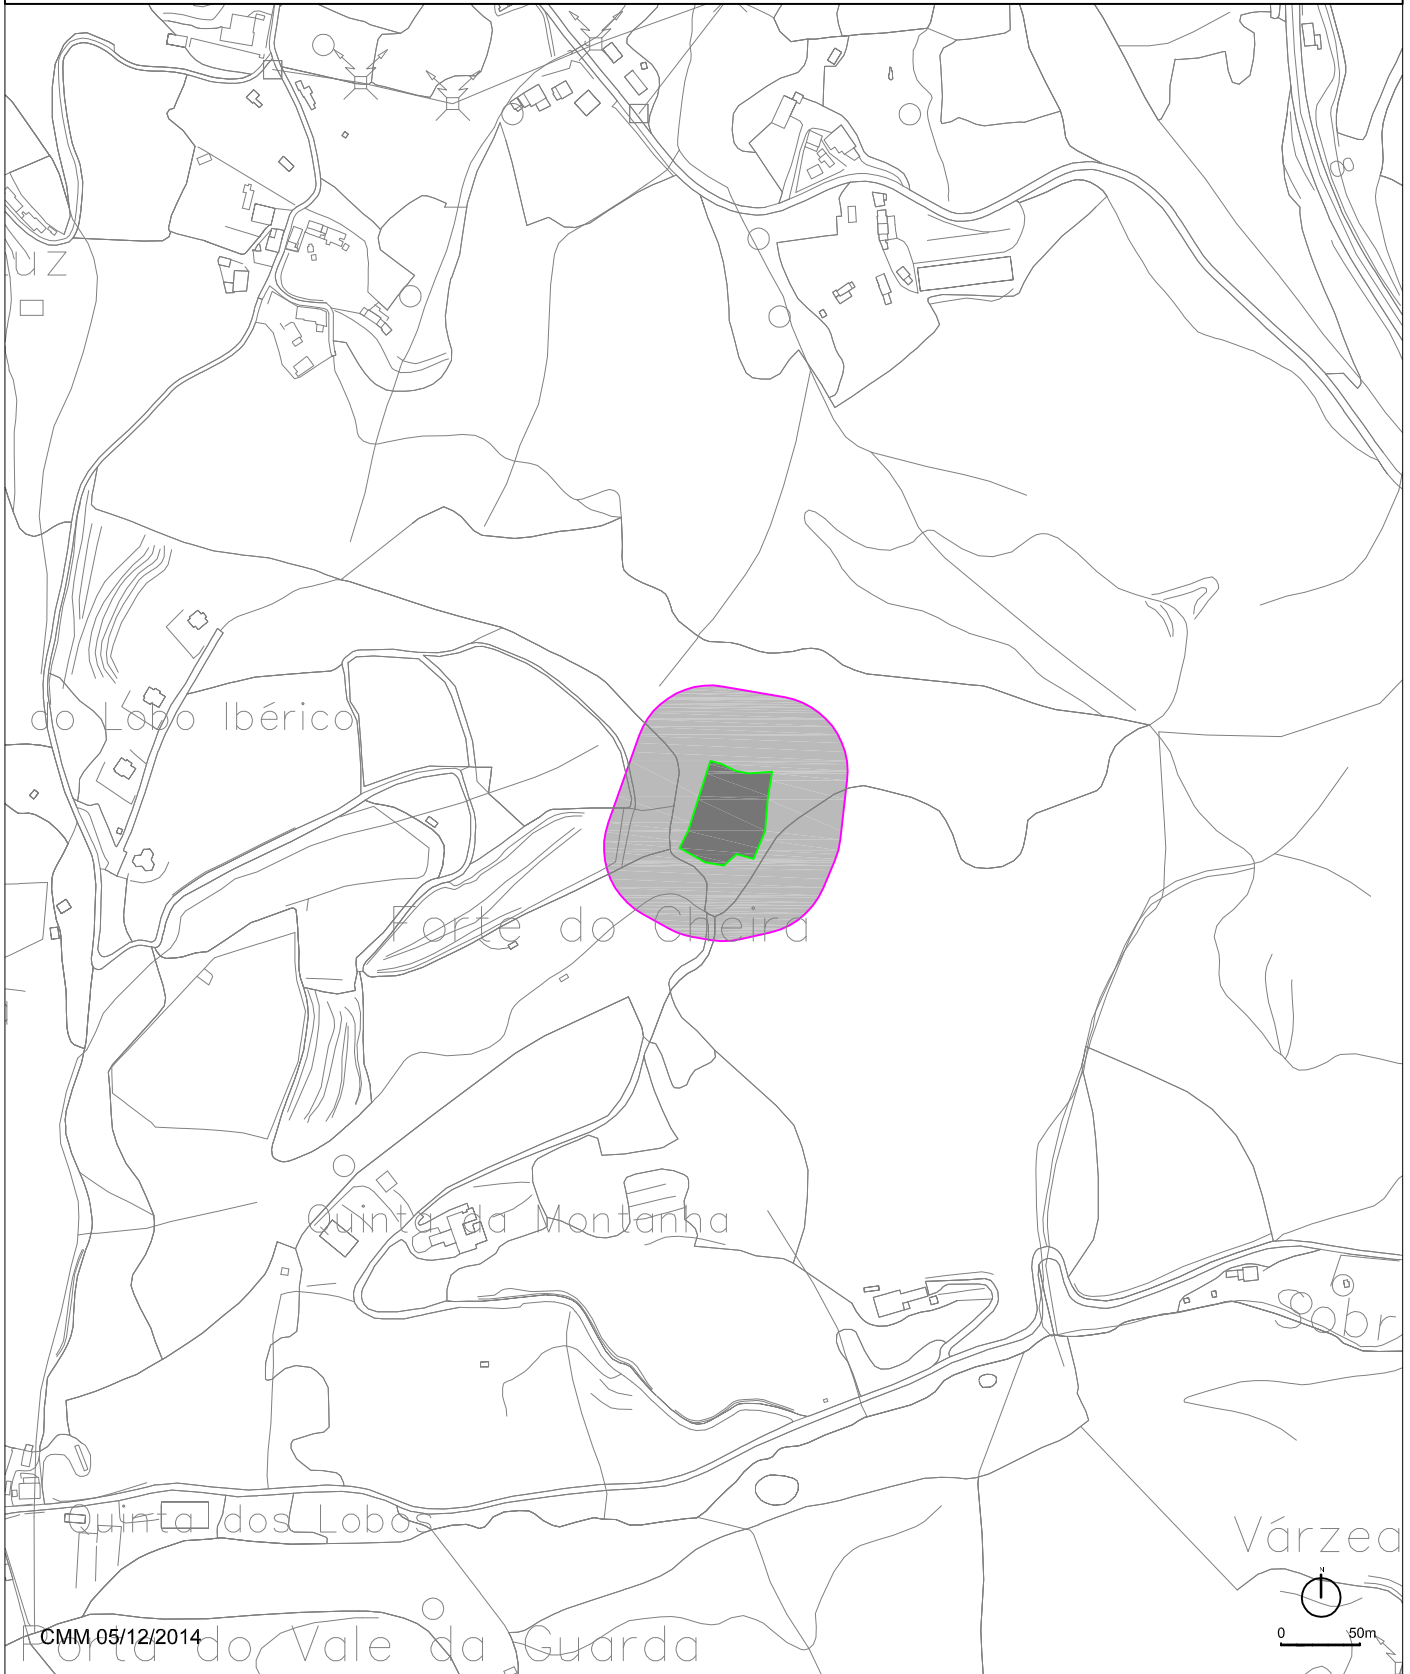 uz
do Lobo Ibérico
Forte do Cheira
Quinta da Montanha
Sobr
Quinta dos Lobos
Várzea
N
CMM 05/12/2014
0 50m
do Vale da Guarda